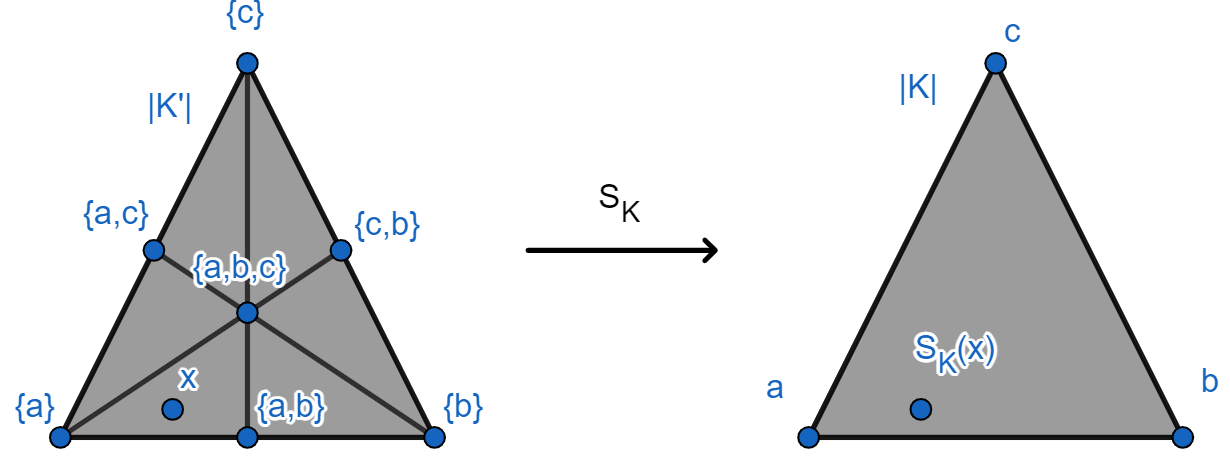 {c}
|K'|
{a,c}
{c,b}
{a,b,c}
x
{a}
{a,b}
{b}
S_K
c
|K|
S_K(x)
a
b